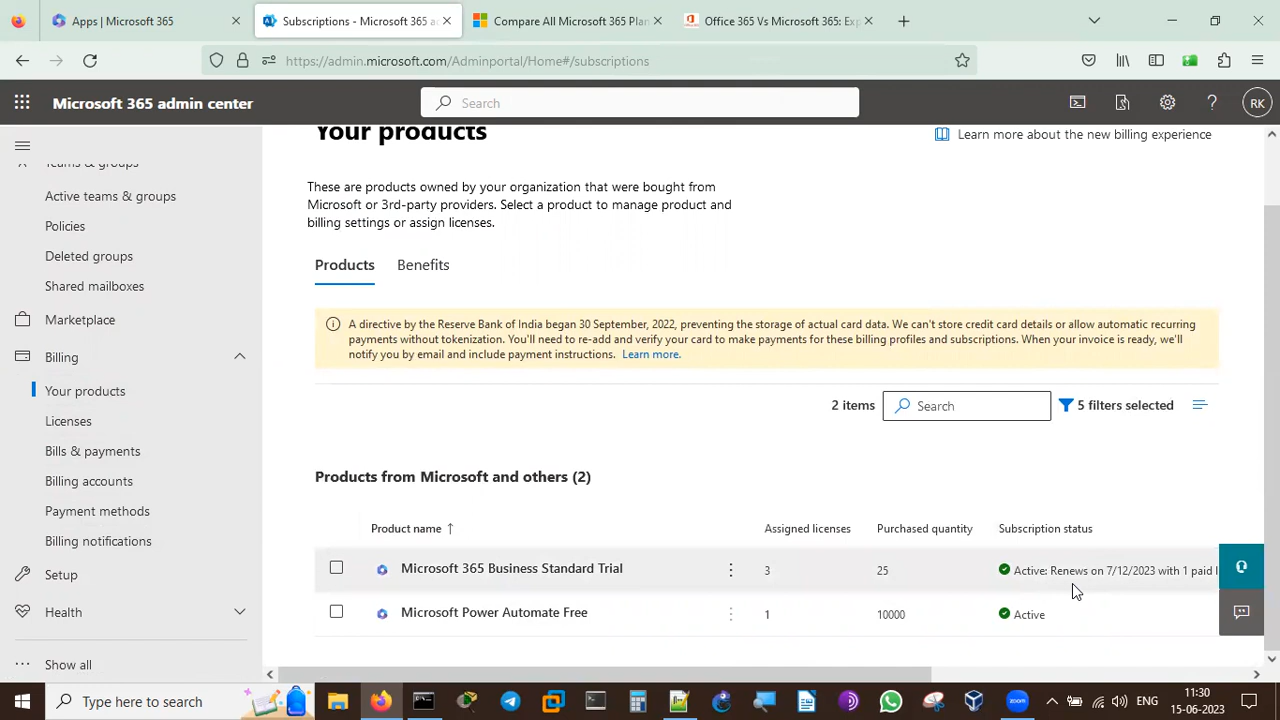 Apps | Microsoft 365
Subscriptions - Microsoft 365 a
Compare All Microsoft 365 Plan
Office 365 Vs Microsoft 365: Exp
https://admin.microsoft.com/Adminportal/Home#/subscriptions
Microsoft 365 admin center
Search
RK
Your products
Learn more about the new billing experience
Teams & groups
Active teams & groups
Policies
Deleted groups
Shared mailboxes
Marketplace
Billing
Your products
Licenses
Bills & payments
Billing accounts
Payment methods
Billing notifications
Setup
Health
Show all
These are products owned by your organization that were bought from
Microsoft or 3rd-party providers. Select a product to manage product and
billing settings or assign licenses.
Products Benefits
A directive by the Reserve Bank of India began 30 September, 2022, preventing the storage of actual card data. We can't store credit card details or allow automatic recurring
payments without tokenization. You'll need to re-add and verify your card to make payments for these billing profiles and subscriptions. When your invoice is ready, we'll
notify you by email and include payment instructions. Learn more.
2 items Search 5 filters selected
Products from Microsoft and others (2)
Product name ↑ Assigned licenses Purchased quantity Subscription status
Microsoft 365 Business Standard Trial 3 25 Active: Renews on 7/12/2023 with 1 paid l
Microsoft Power Automate Free 1 10000 Active
Type here to search
zoom
ENG
11:30
15-06-2023